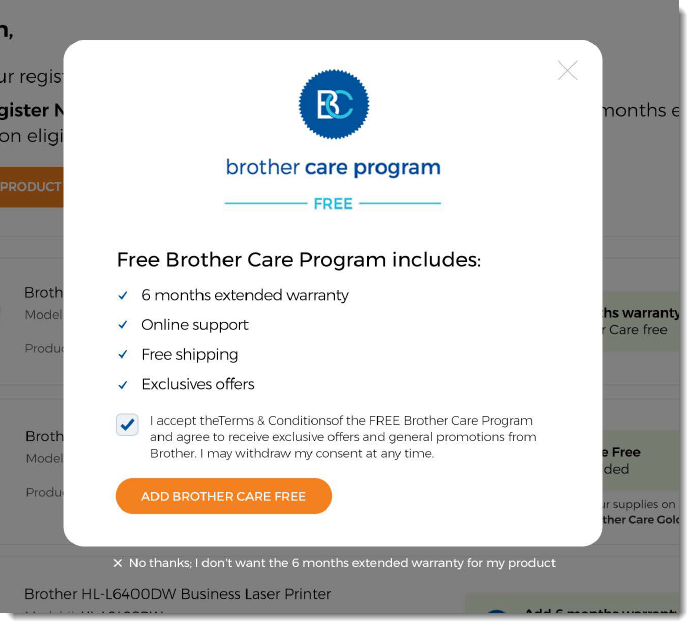 n,
ur regist
gister N
months e
on eligi
PRODUCT
BC
brother care program
FREE
Free Brother Care Program includes:
6 months extended warranty
Online support
Free shipping
Exclusives offers
I accept theTerms & Conditionsof the FREE Brother Care Program
and agree to receive exclusive offers and general promotions from
Brother. I may withdraw my consent at any time.
ADD BROTHER CARE FREE
No thanks; I don't want the 6 months extended warranty for my product
Broth
Model
Produ
hs warranty
r Care free
Broth
Model
Produ
e Free
ded
ur supplies on
ther Care Gold
Brother HL-L6400DW Business Laser Printer
Add 6 months warranty